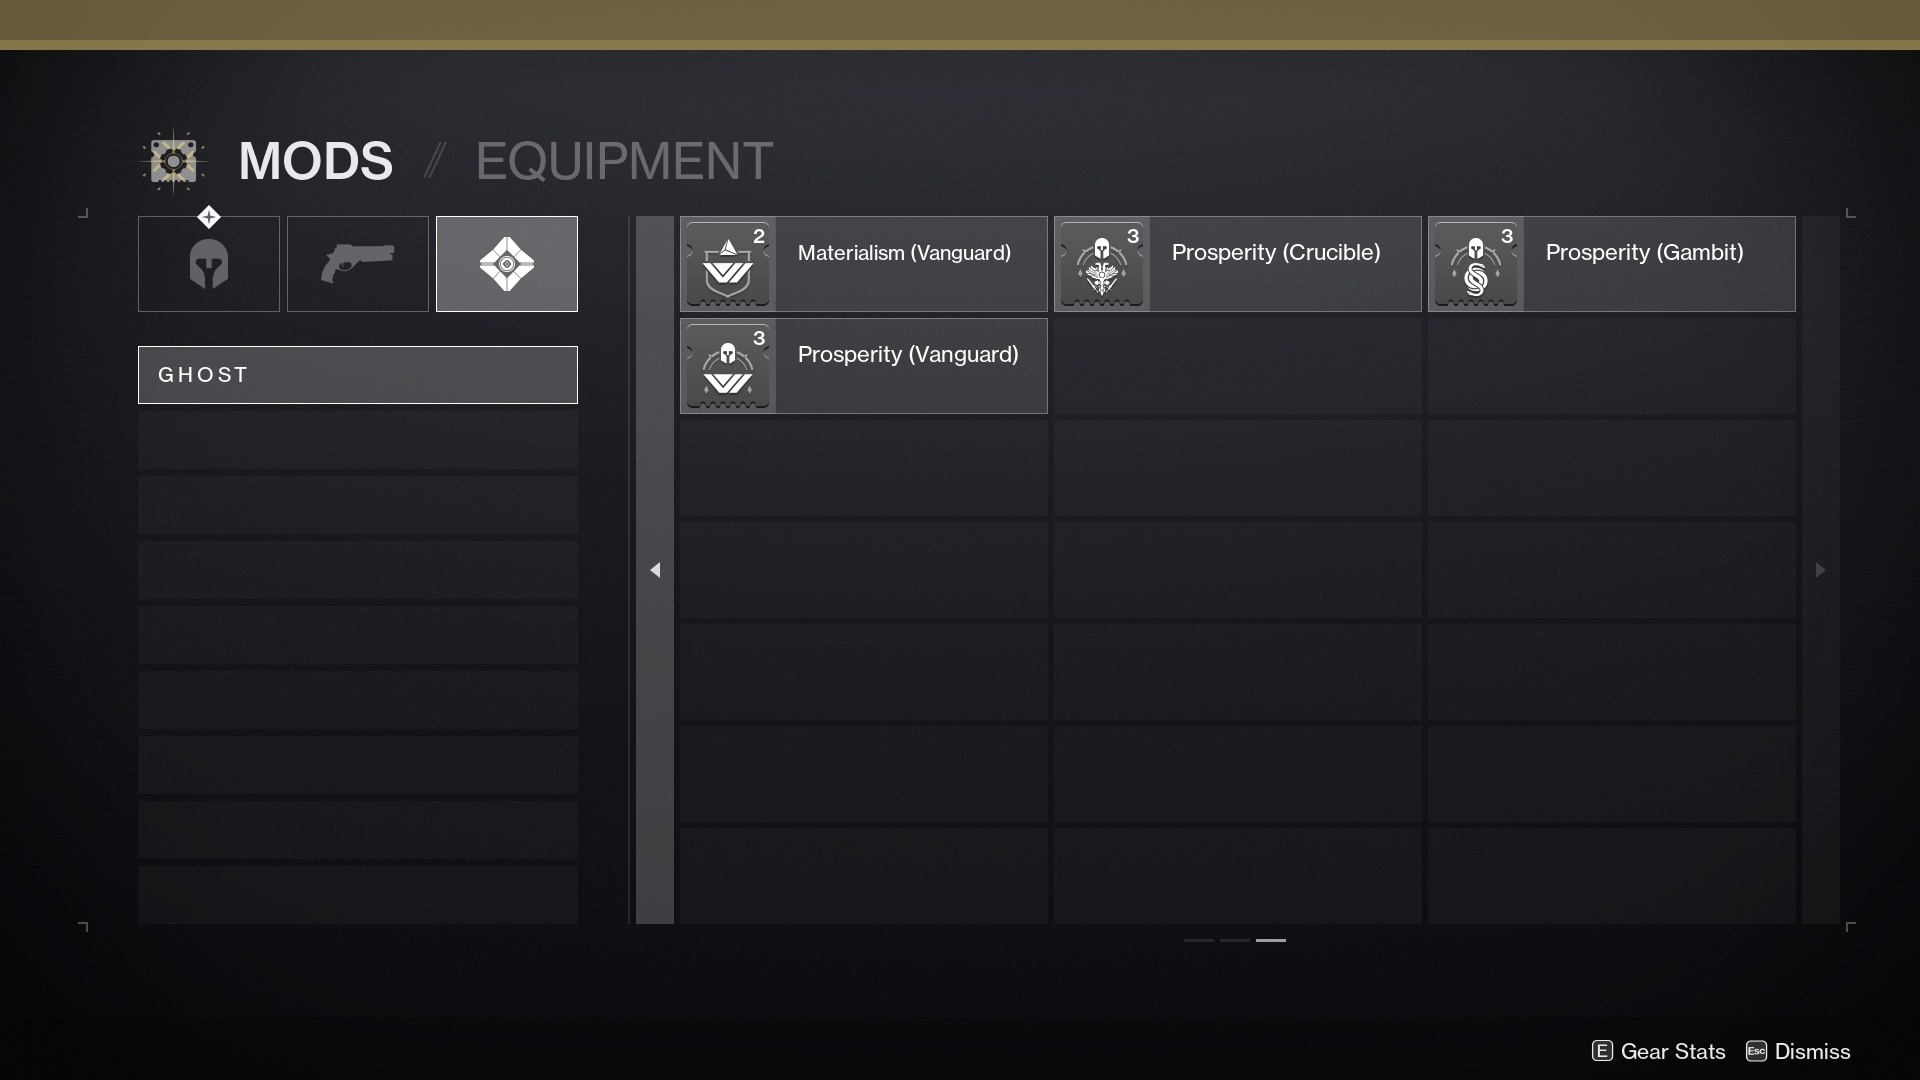 MODS // EQUIPMENT
2 Materialism (Vanguard)
3 Prosperity (Crucible)
3 Prosperity (Gambit)
GHOST
3 Prosperity (Vanguard)
E Gear Stats
Esc Dismiss